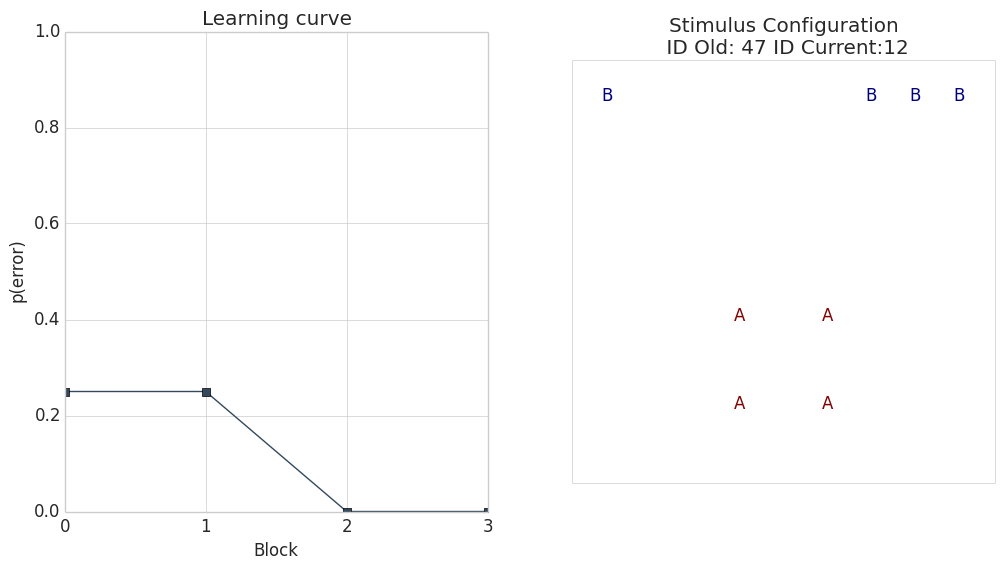 Learning curve
1.0
0.8
0.6
0.4
0.2
0.0
p(error)
0 1 2 3
Block
Stimulus Configuration
ID Old: 47 ID Current:12
B B B B
A A
A A